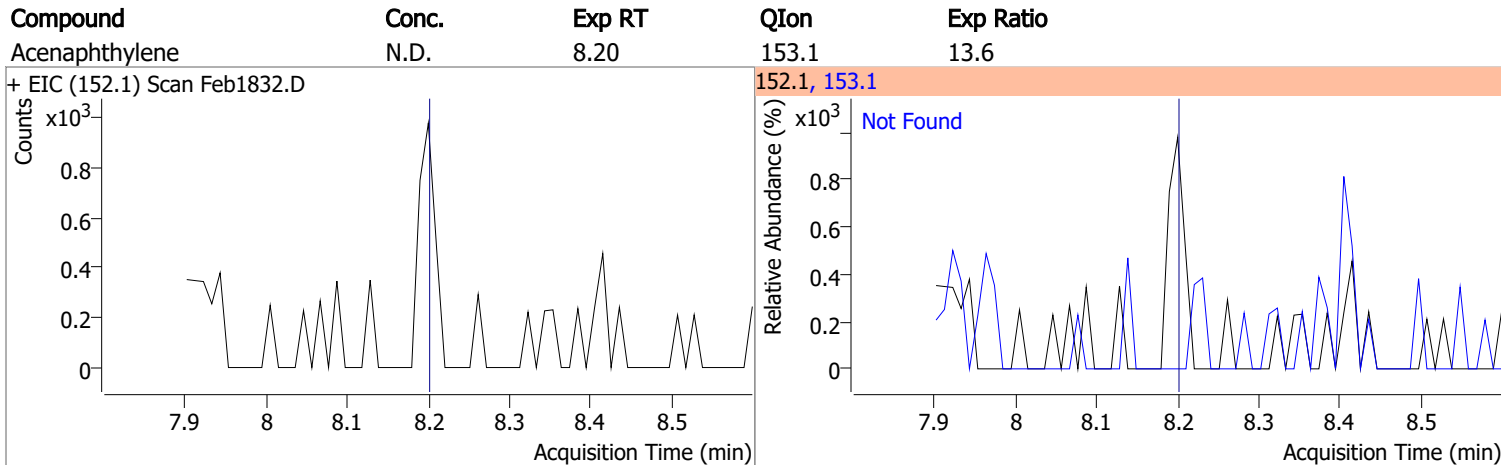 Compound Conc. Exp RT QIon Exp Ratio
Acenaphthylene N.D. 8.20 153.1 13.6
+ EIC (152.1) Scan Feb1832.D
Counts
x10³
0.8
0.6
0.4
0.2
0
7.9 8 8.1 8.2 8.3 8.4 8.5
Acquisition Time (min)
152.1, 153.1
Relative Abundance (%)
x10³
Not Found
0.8
0.6
0.4
0.2
0
7.9 8 8.1 8.2 8.3 8.4 8.5
Acquisition Time (min)